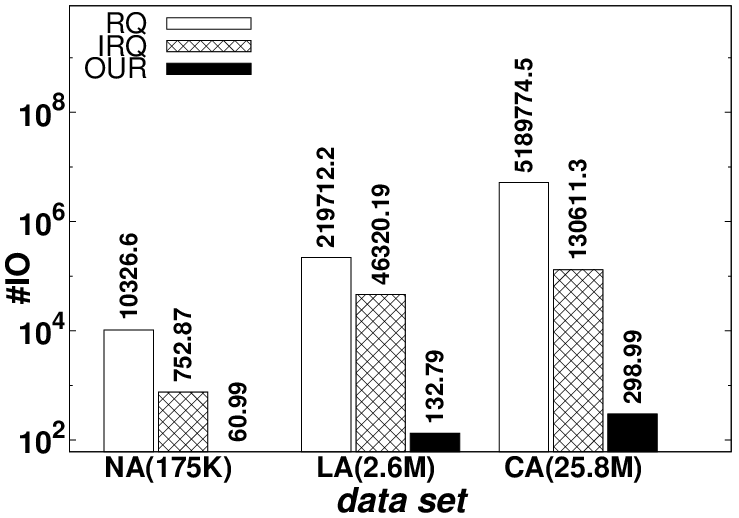 RQ
IRQ
OUR
#IO
10^8
10^6
10^4
10^2
10326.6
752.87
60.99
219712.2
46320.19
132.79
5189774.5
130611.3
298.99
NA(175K)
LA(2.6M)
CA(25.8M)
data set